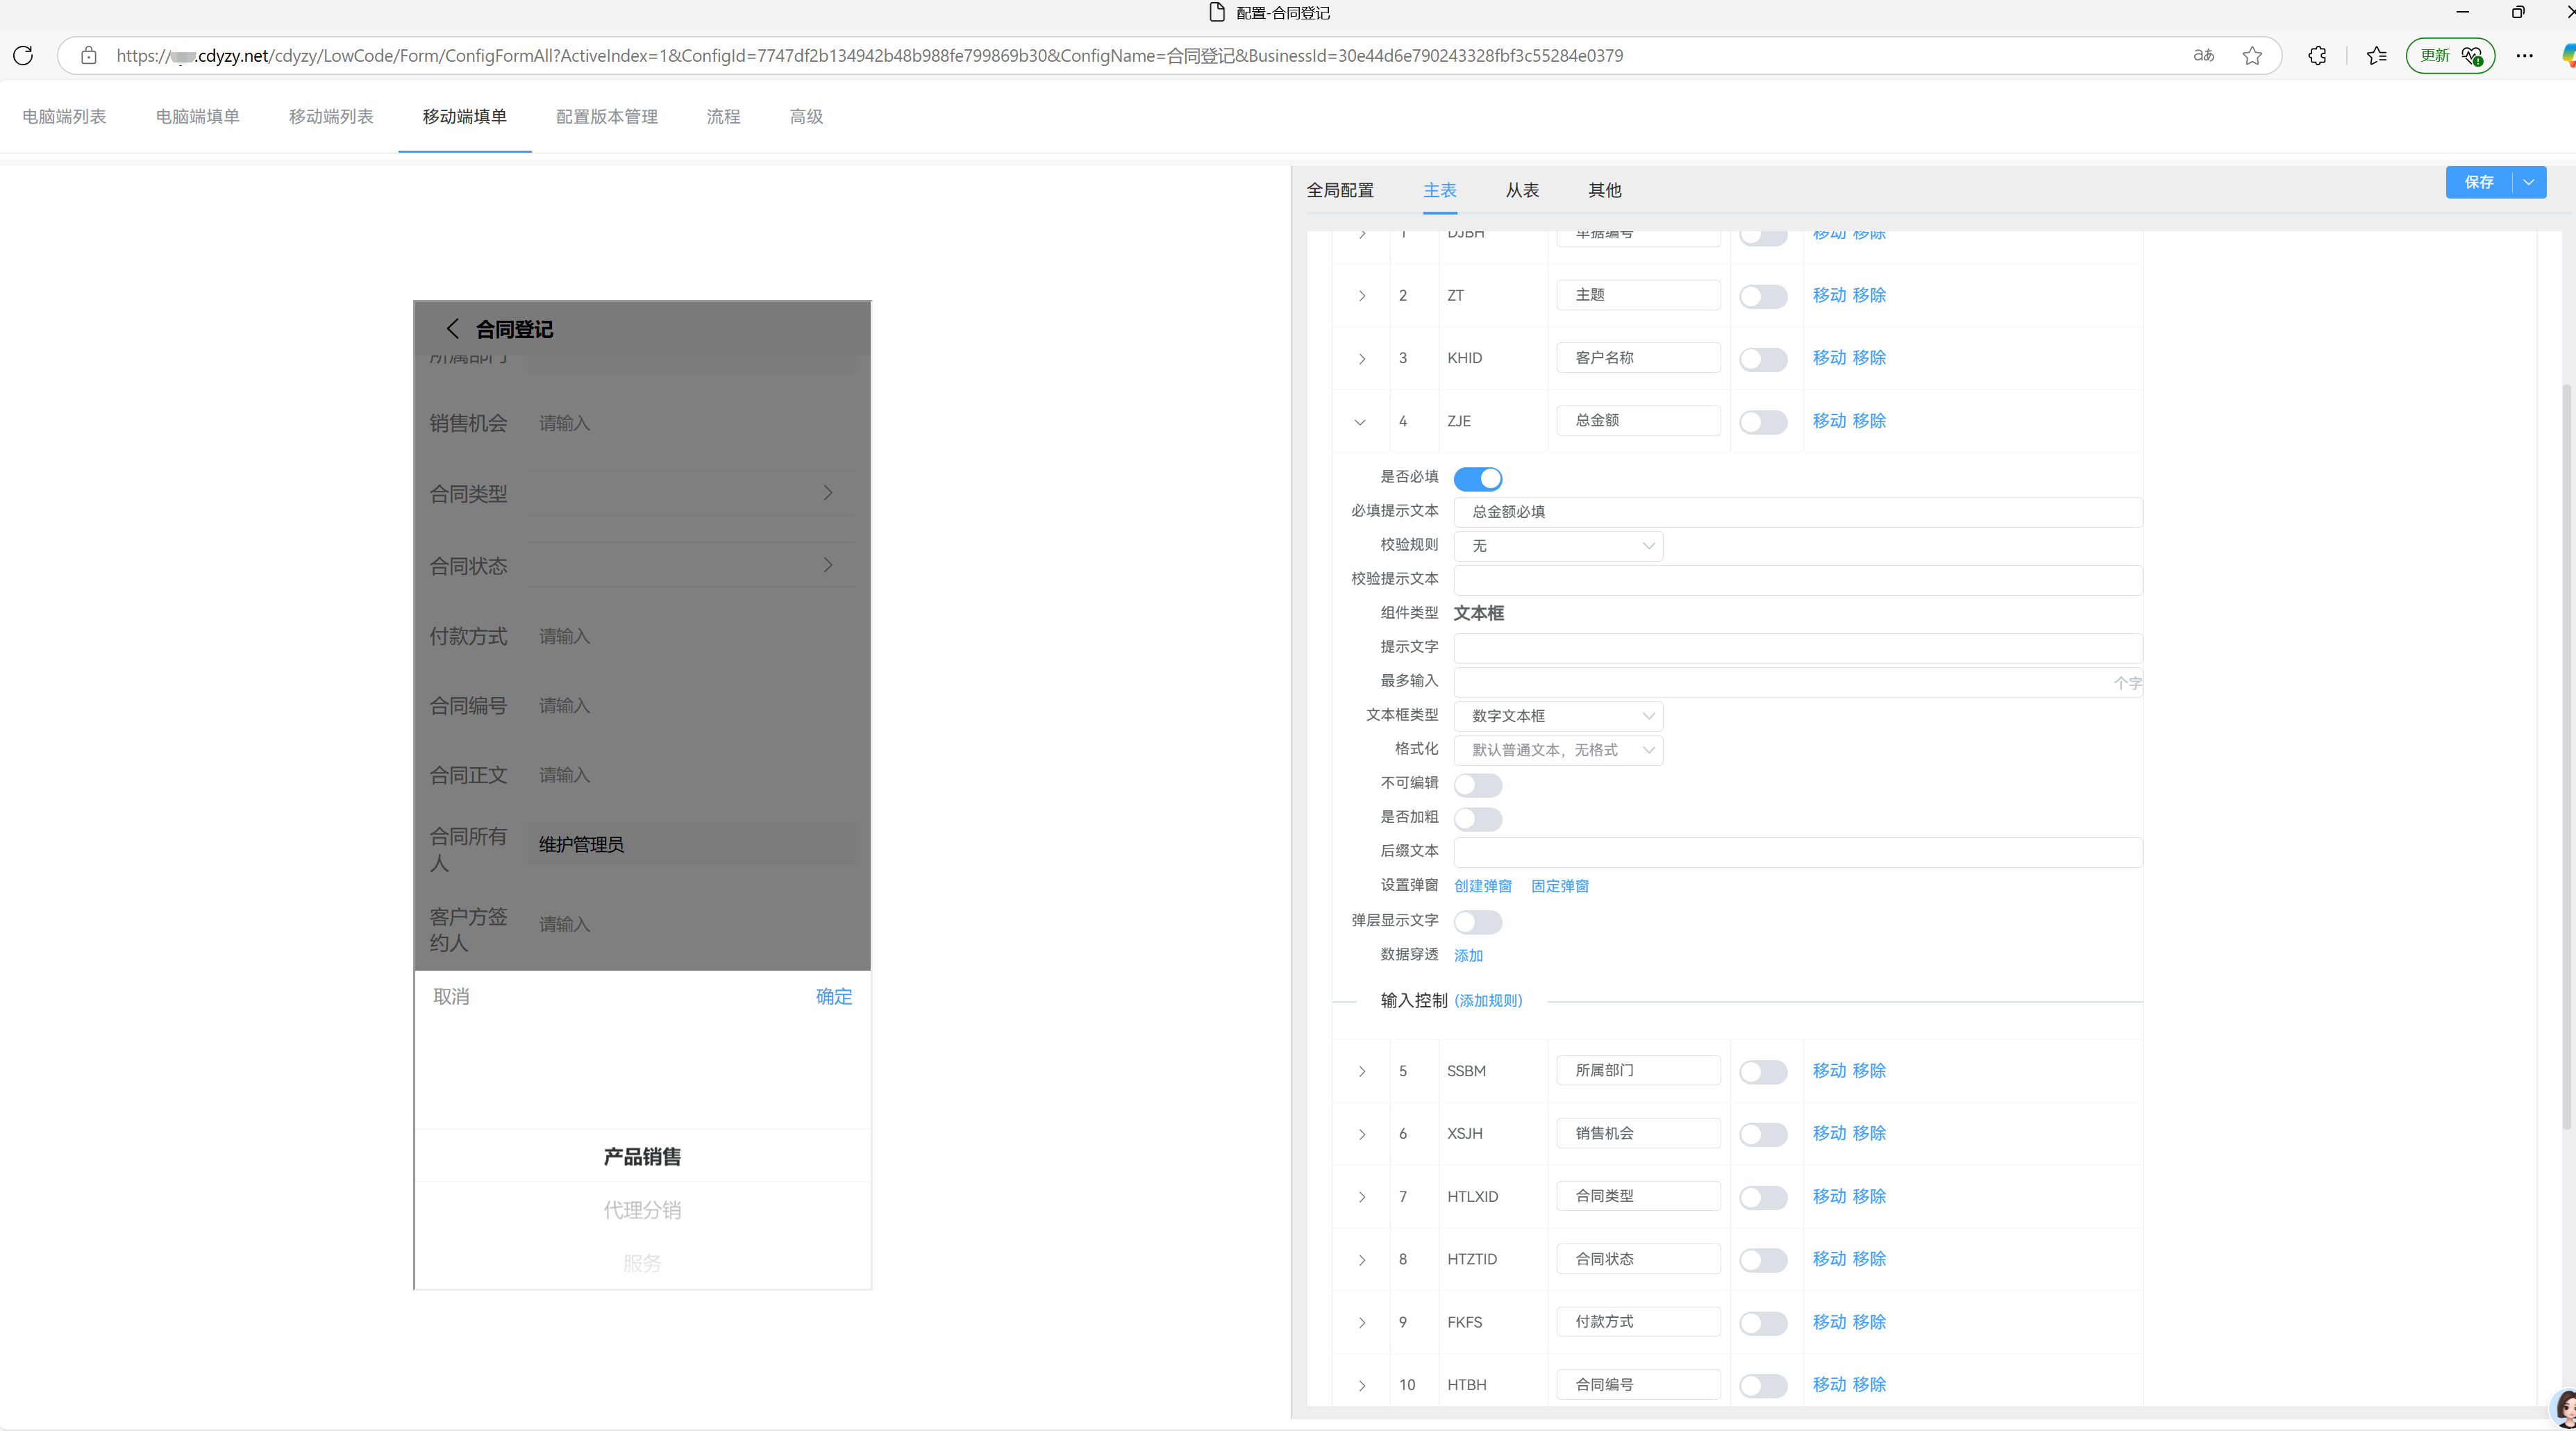 配置-合同登记
https://.cdyzy.net/cdyzy/LowCode/Form/ConfigFormAll?ActiveIndex=1&ConfigId=7747df2b134942b48b988fe799869b30&ConfigName=合同登记&BusinessId=30e44d6e790243328fbf3c55284e0379
aあ
更新
电脑端列表 电脑端填单 移动端列表 移动端填单 配置版本管理 流程 高级
全局配置 主表 从表 其他
保存
合同登记
所属部门
销售机会 请输入
合同类型
合同状态
付款方式 请输入
合同编号 请输入
合同正文 请输入
合同所有人 维护管理员
客户方签约人 请输入
取消 确定
产品销售
代理分销
服务
1 DJBH 单据编号 移动 移除
2 ZT 主题 移动 移除
3 KHID 客户名称 移动 移除
4 ZJE 总金额 移动 移除
是否必填
必填提示文本 总金额必填
校验规则 无
校验提示文本
组件类型 文本框
提示文字
最多输入 个字
文本框类型 数字文本框
格式化 默认普通文本，无格式
不可编辑
是否加粗
后缀文本
设置弹窗 创建弹窗 固定弹窗
弹层显示文字
数据穿透 添加
输入控制 (添加规则)
5 SSBM 所属部门 移动 移除
6 XSJH 销售机会 移动 移除
7 HTLXID 合同类型 移动 移除
8 HTZTID 合同状态 移动 移除
9 FKFS 付款方式 移动 移除
10 HTBH 合同编号 移动 移除